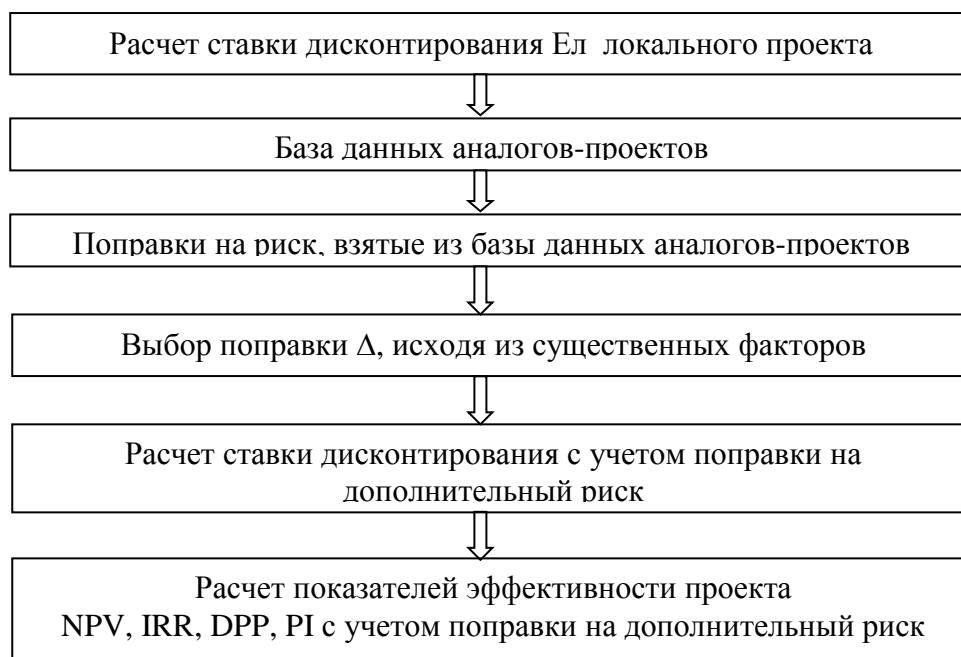 Расчет ставки дисконтирования Ел локального проекта
База данных аналогов-проектов
Поправки на риск, взятые из базы данных аналогов-проектов
Выбор поправки Δ, исходя из существенных факторов
Расчет ставки дисконтирования с учетом поправки на
дополнительный риск
Расчет показателей эффективности проекта
NPV, IRR, DPP, PI с учетом поправки на дополнительный риск